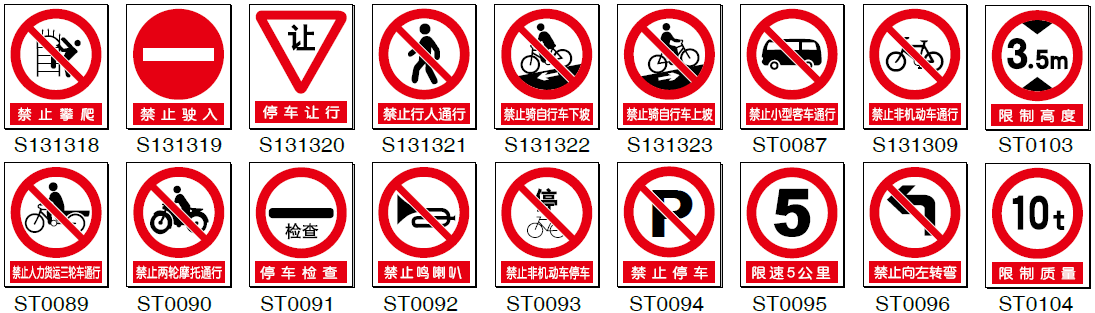 让
3.5m
禁止攀爬
禁止驶入
停车让行
禁止行人通行
禁止骑自行车下坡
禁止骑自行车上坡
禁止小型客车通行
禁止非机动车通行
限制高度
S131318
S131319
S131320
S131321
S131322
S131323
ST0087
S131309
ST0103
检查
停
P
5
10t
禁止人力货运三轮车通行
禁止两轮摩托通行
停车检查
禁止鸣喇叭
禁止非机动车停车
禁止停车
限速5公里
禁止向左转弯
限制质量
ST0089
ST0090
ST0091
ST0092
ST0093
ST0094
ST0095
ST0096
ST0104